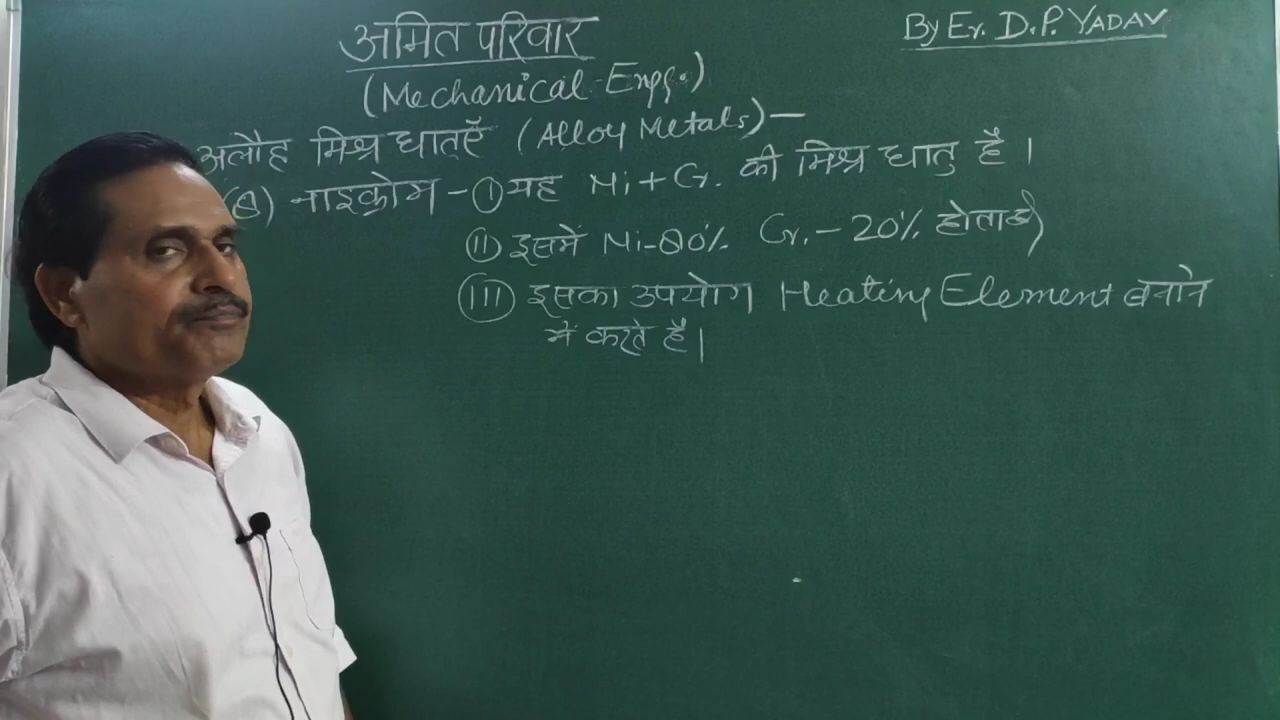 अमित परिवार
By Er. D.P. YADAV
(Mechanical Engg.)
अलौह मिश्र धातुएँ (Alloy Metals)-
(8) नाइक्रोम - (I) यह Ni + Cr. की मिश्र धातु है।
(II) इसमें Ni-80% Cr. - 20% होता है)
(III) इसका उपयोग Heating Element बनाने
में करते है।